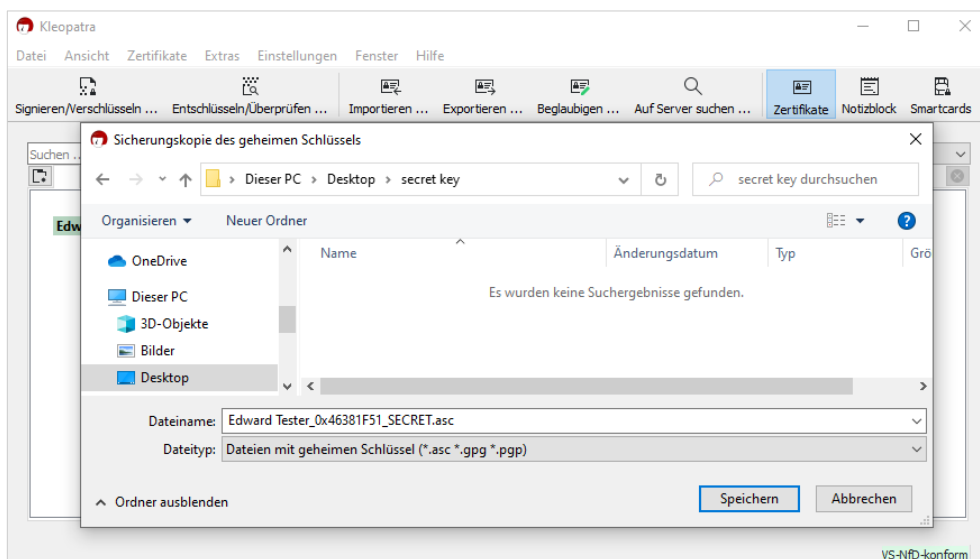 Kleopatra
Datei Ansicht Zertifikate Extras Einstellungen Fenster Hilfe
Signieren/Verschlüsseln ... Entschlüsseln/Überprüfen ... Importieren ... Exportieren ... Beglaubigen ... Auf Server suchen ... Zertifikate Notizblock Smartcards
Suchen ..
Sicherungskopie des geheimen Schlüssels
Dieser PC > Desktop > secret key
secret key durchsuchen
Organisieren Neuer Ordner
Edw
OneDrive
Dieser PC
3D-Objekte
Bilder
Desktop
Name Änderungsdatum Typ Grö
Es wurden keine Suchergebnisse gefunden.
Dateiname: Edward Tester_0x46381F51_SECRET.asc
Dateityp: Dateien mit geheimen Schlüssel (*.asc *.gpg *.pgp)
Ordner ausblenden
Speichern Abbrechen
VS-NfD-konform